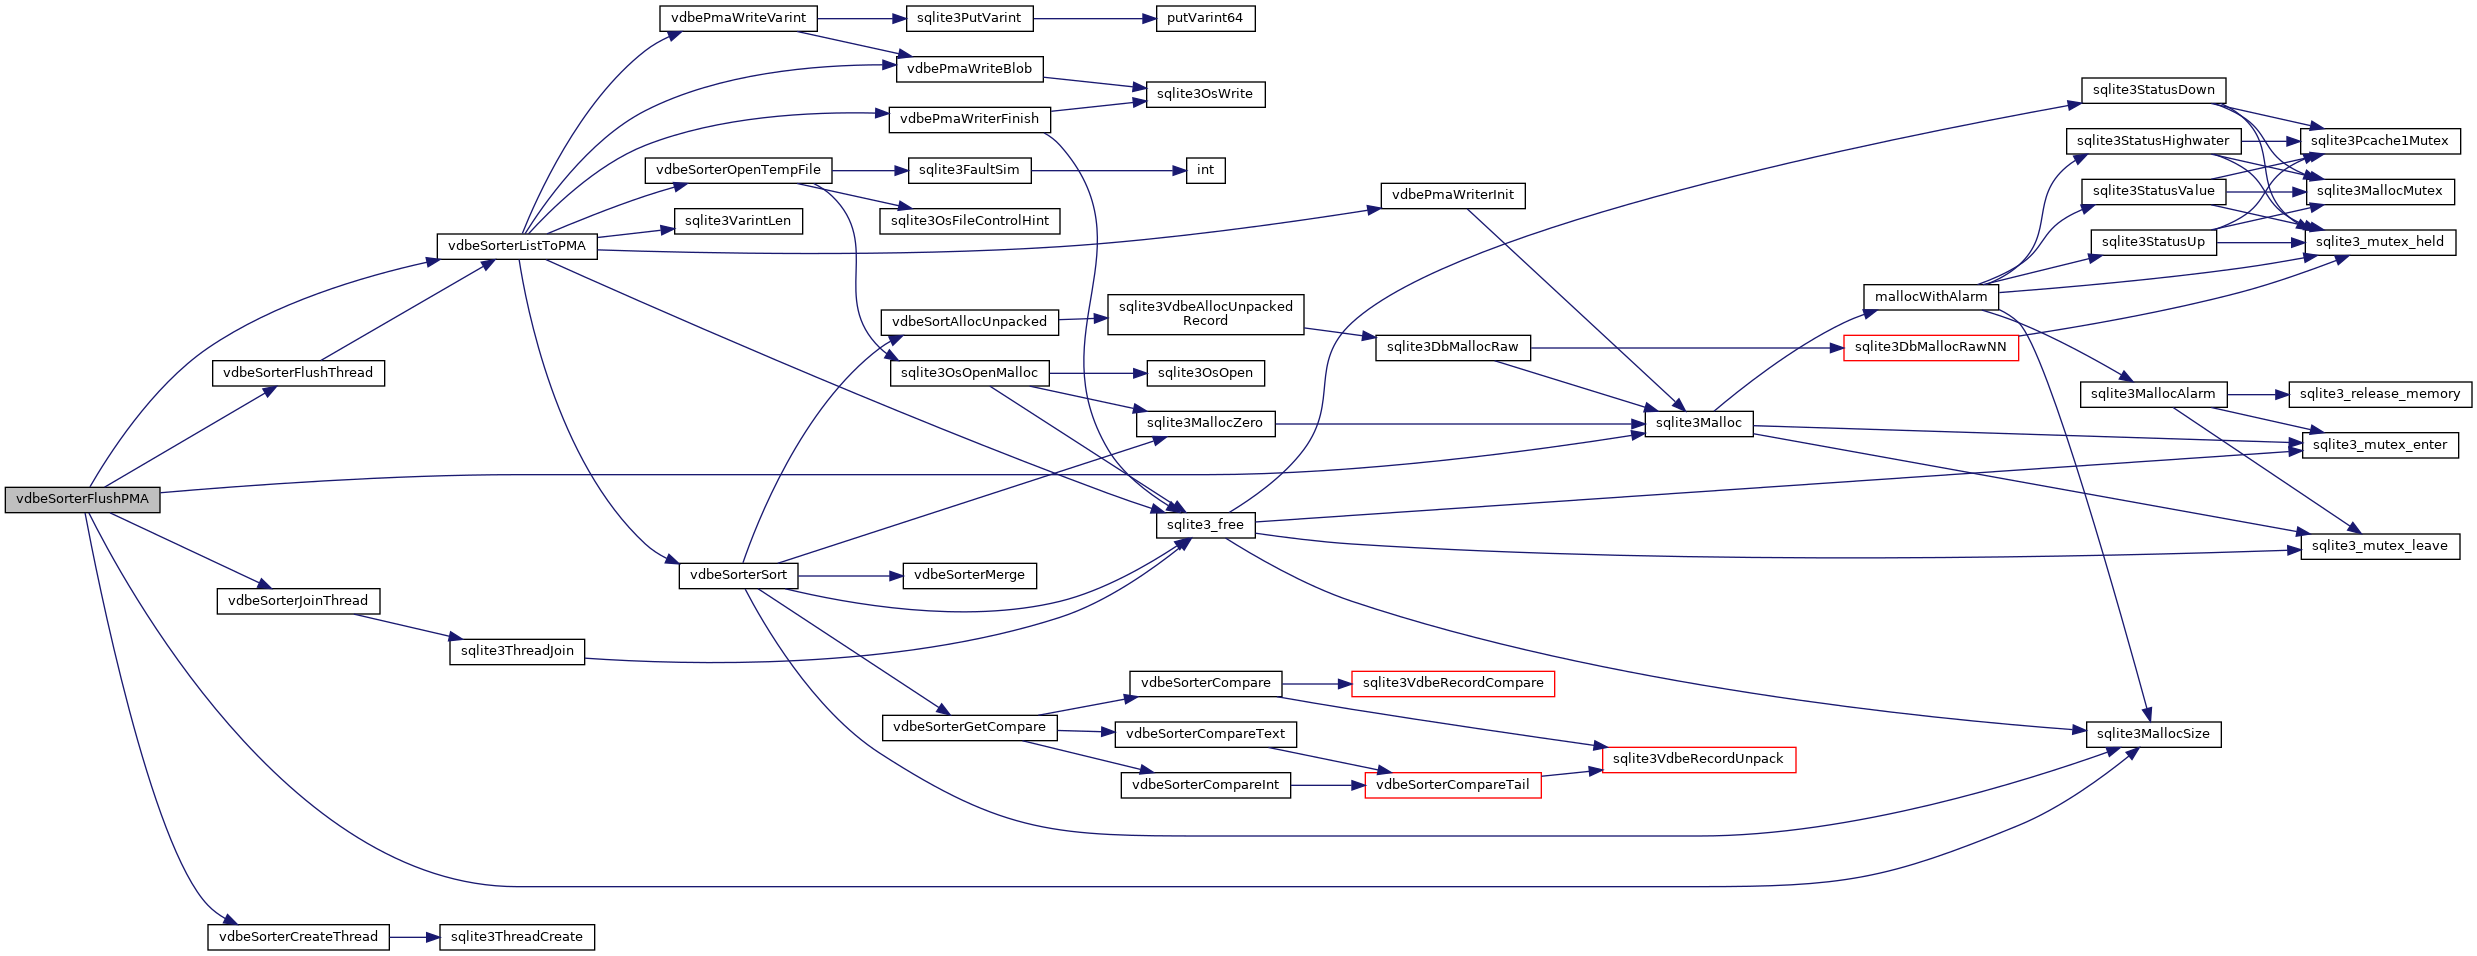 vdbeSorterFlushPMA
vdbeSorterFlushThread
vdbeSorterJoinThread
vdbeSorterCreateThread
vdbeSorterListToPMA
sqlite3ThreadJoin
sqlite3ThreadCreate
vdbePmaWriteVarint
vdbeSorterOpenTempFile
sqlite3VarintLen
vdbeSorterSort
sqlite3PutVarint
vdbePmaWriteBlob
vdbePmaWriterFinish
sqlite3FaultSim
sqlite3OsFileControlHint
vdbeSortAllocUnpacked
sqlite3OsOpenMalloc
vdbeSorterMerge
vdbeSorterGetCompare
putVarint64
sqlite3OsWrite
int
sqlite3VdbeAllocUnpacked
Record
sqlite3OsOpen
sqlite3MallocZero
sqlite3_free
vdbeSorterCompare
vdbeSorterCompareText
vdbeSorterCompareInt
vdbePmaWriterInit
sqlite3DbMallocRaw
sqlite3VdbeRecordCompare
vdbeSorterCompareTail
sqlite3Malloc
sqlite3VdbeRecordUnpack
mallocWithAlarm
sqlite3DbMallocRawNN
sqlite3StatusDown
sqlite3StatusHighwater
sqlite3StatusValue
sqlite3StatusUp
sqlite3MallocAlarm
sqlite3MallocSize
sqlite3Pcache1Mutex
sqlite3MallocMutex
sqlite3_mutex_held
sqlite3_release_memory
sqlite3_mutex_enter
sqlite3_mutex_leave